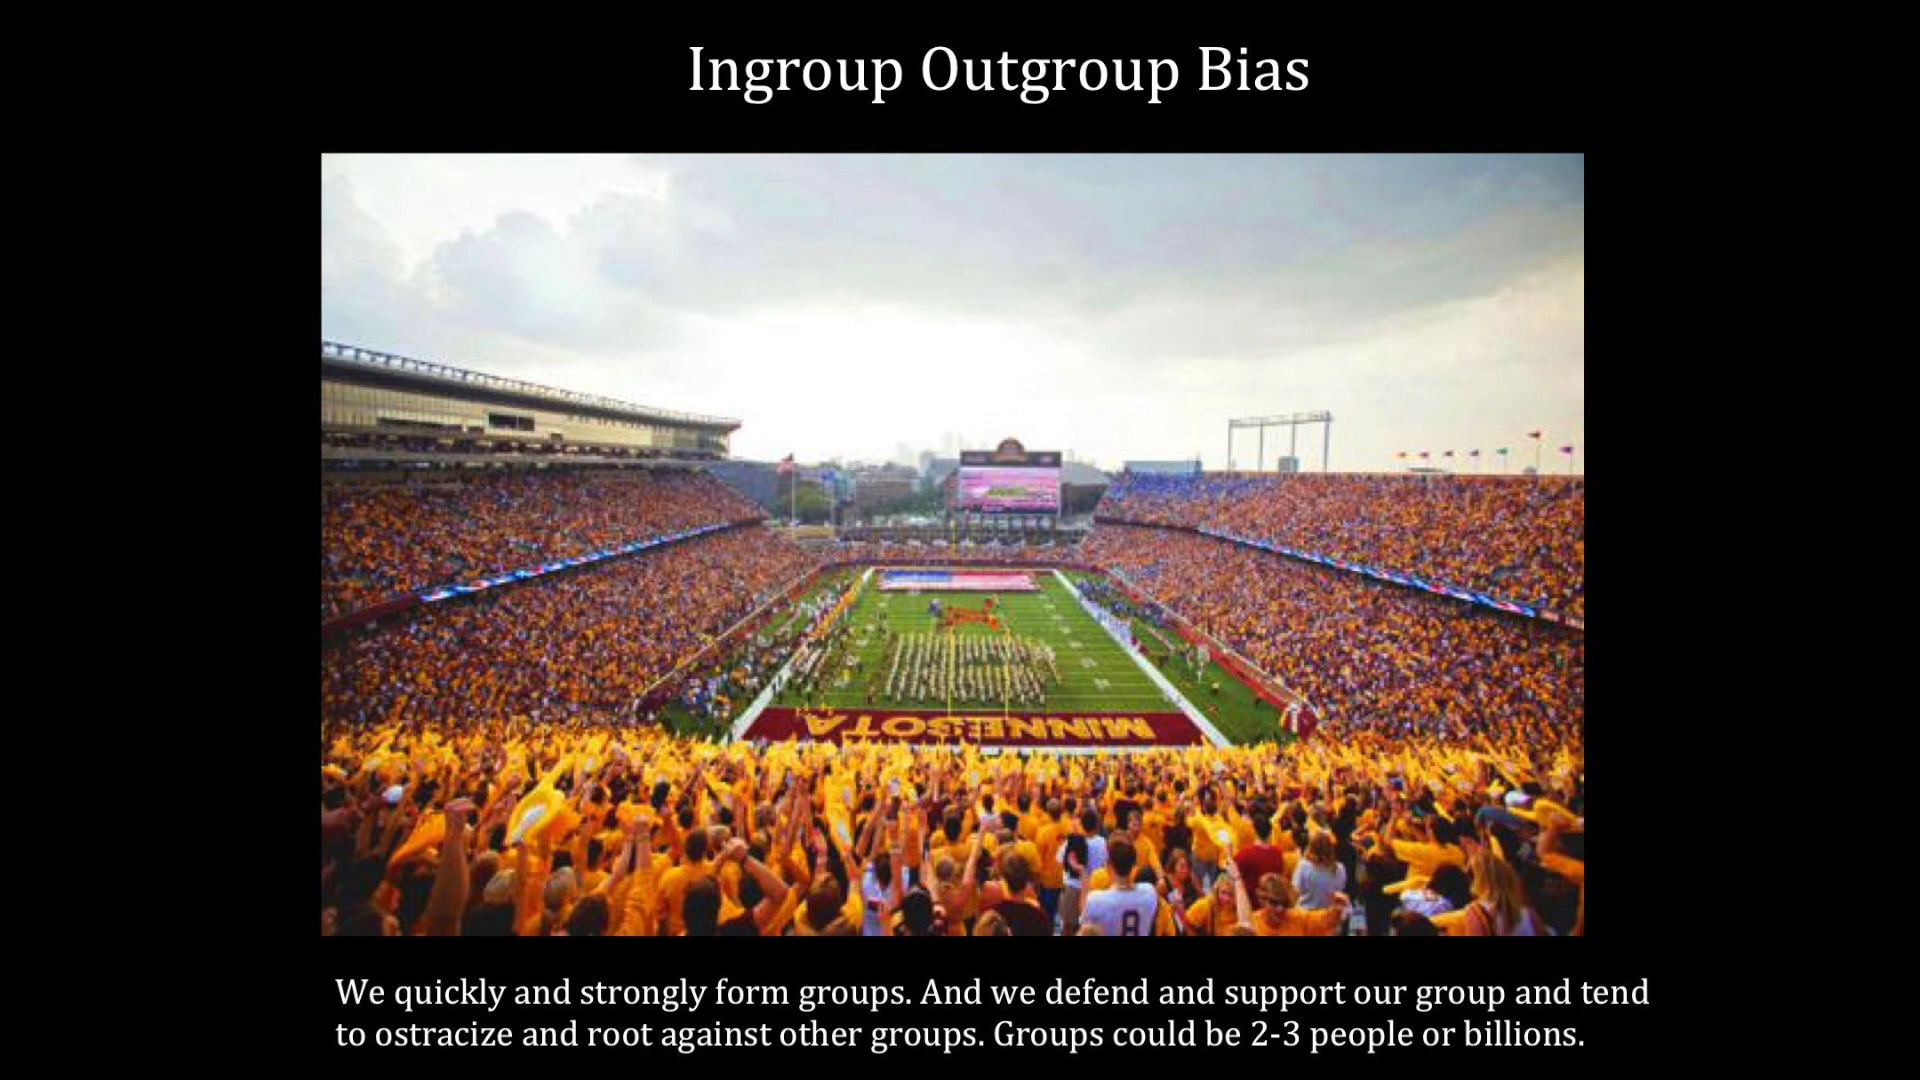 Ingroup Outgroup Bias
MINNESOTA
8
We quickly and strongly form groups. And we defend and support our group and tend
to ostracize and root against other groups. Groups could be 2-3 people or billions.